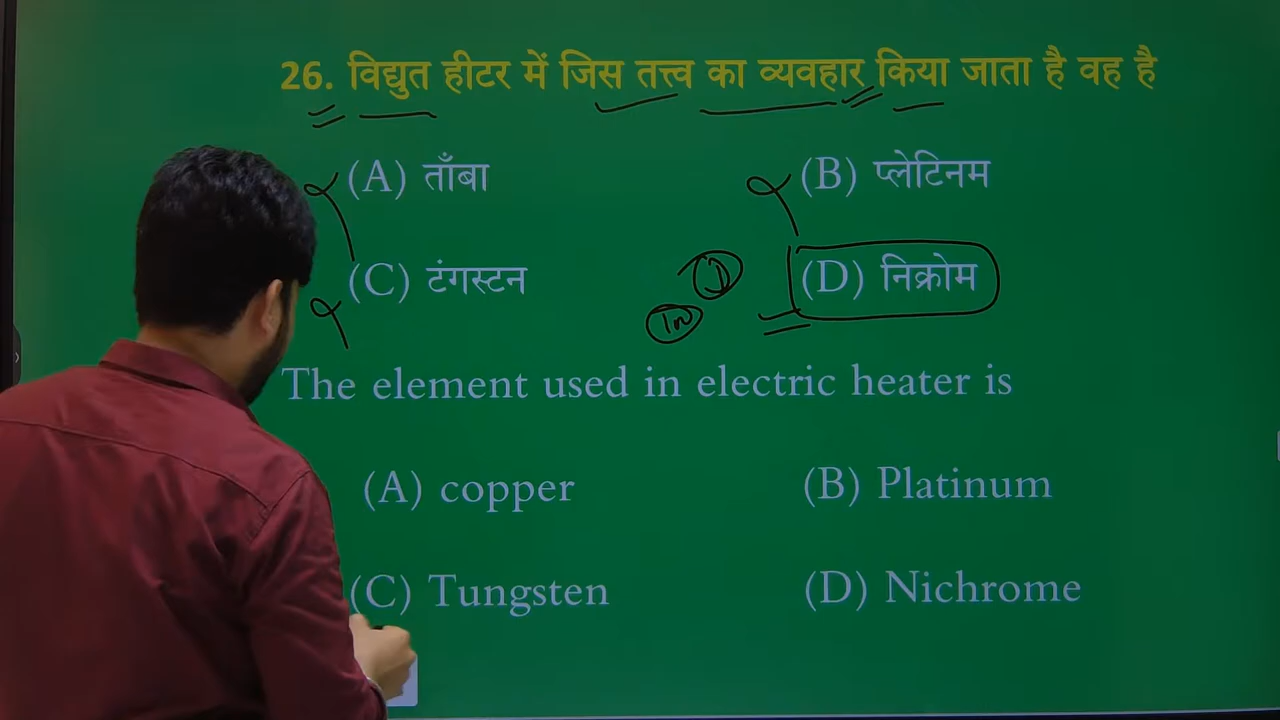 26. विद्युत हीटर में जिस तत्त्व का व्यवहार किया जाता है वह है
(A) ताँबा (B) प्लेटिनम
(C) टंगस्टन (D) निक्रोम
The element used in electric heater is
(A) copper (B) Platinum
(C) Tungsten (D) Nichrome